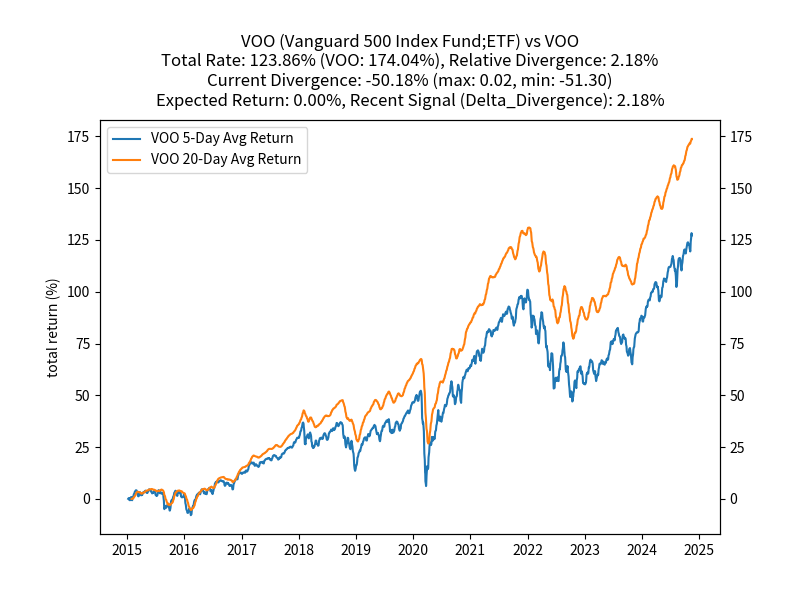 VOO (Vanguard 500 Index Fund;ETF) vs VOO
Total Rate: 123.86% (VOO: 174.04%), Relative Divergence: 2.18%
Current Divergence: -50.18% (max: 0.02, min: -51.30)
Expected Return: 0.00%, Recent Signal (Delta_Divergence): 2.18%
VOO 5-Day Avg Return
VOO 20-Day Avg Return
total return (%)
175
150
125
100
75
50
25
0
175
150
125
100
75
50
25
0
2015 2016 2017 2018 2019 2020 2021 2022 2023 2024 2025